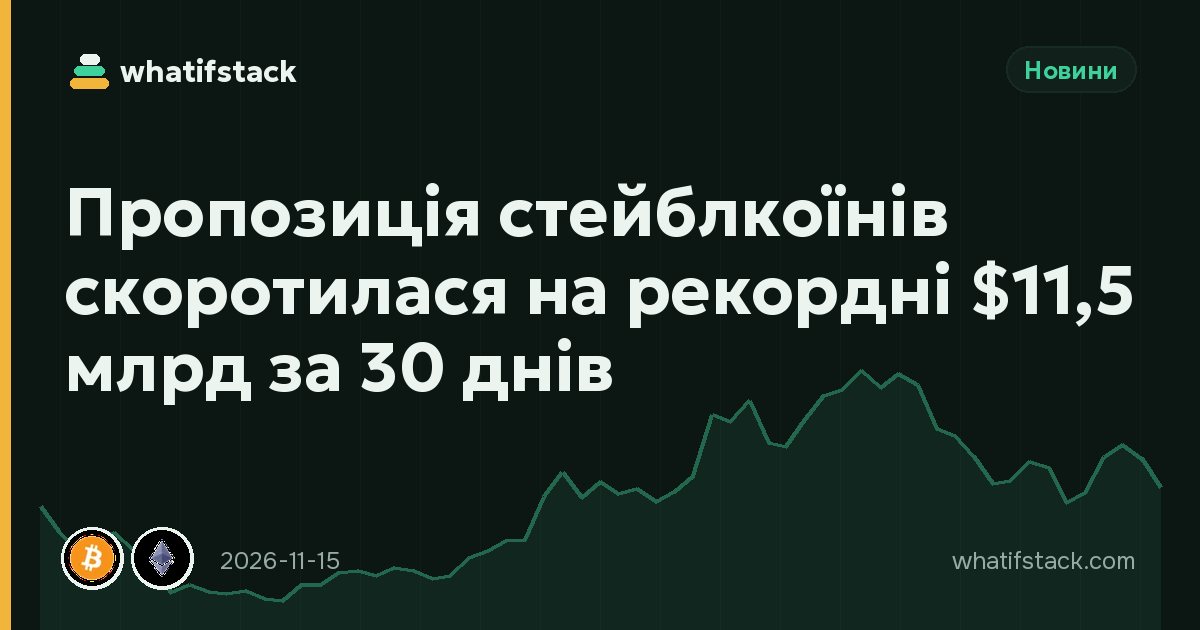 whatifstack
Новини
Пропозиція стейблкоїнів
скоротилася на рекордні $11,5
млрд за 30 днів
2026-11-15
whatifstack.com